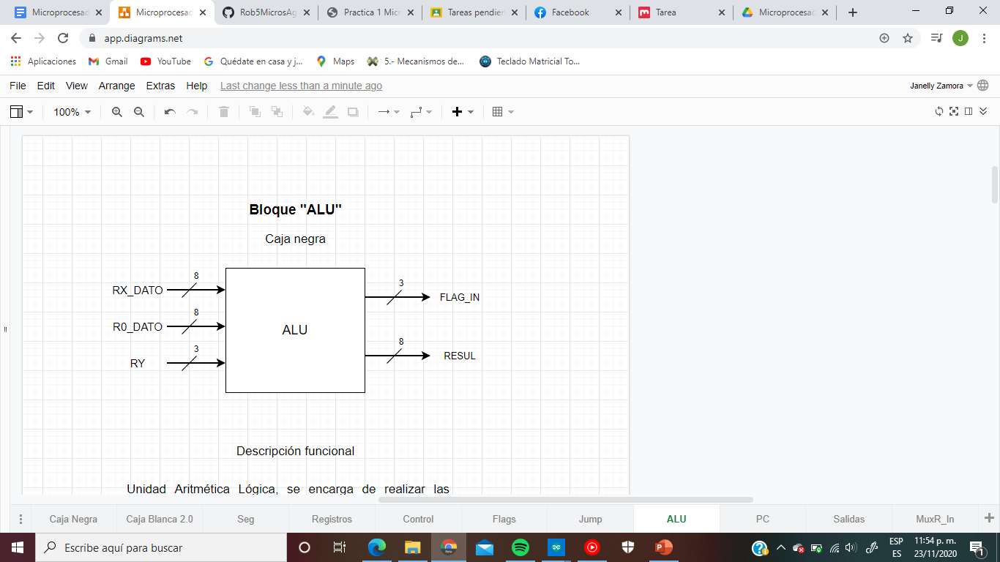 Microprocesad
Microprocesad
Rob5MicrosAg
Practica 1 Micr
Tareas pendien
Facebook
Tarea
Microprocesad
app.diagrams.net
J
Aplicaciones
Gmail
YouTube
Quédate en casa y j...
Maps
5.- Mecanismos de...
Teclado Matricial To...
File Edit View Arrange Extras Help Last change less than a minute ago
Janelly Zamora
100%
Bloque "ALU"
Caja negra
8
RX_DATO
8
R0_DATO
3
RY
ALU
3
FLAG_IN
8
RESUL
Descripción funcional
Unidad Aritmética Lógica, se encarga de realizar las
Caja Negra
Caja Blanca 2.0
Seg
Registros
Control
Flags
Jump
ALU
PC
Salidas
MuxR_In
Escribe aquí para buscar
ESP
ES
11:54 p. m.
23/11/2020
1